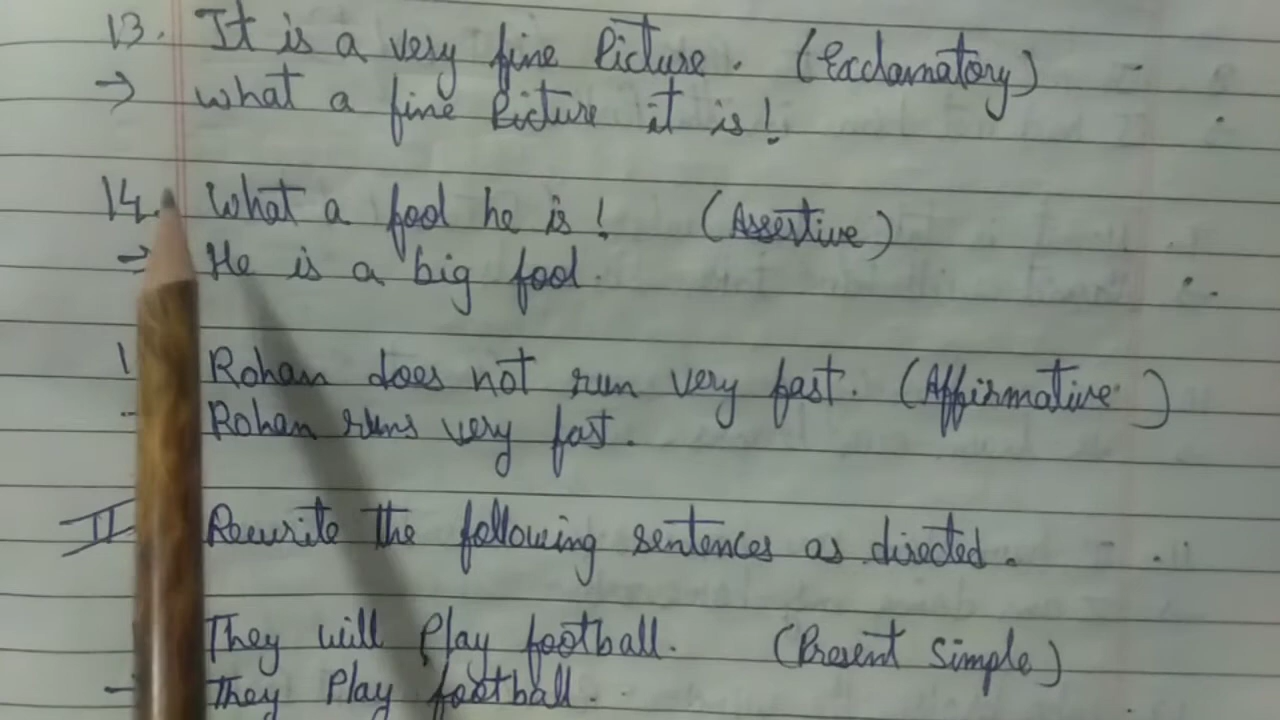 13. It is a very fine Picture. (Exclamatory)
→ what a fine Picture it is!
14. What a fool he is! (Assertive)
→ He is a big fool.
1 Rohan does not run very fast. (Affirmative)
Rohan runs very fast.
II Rewrite the following sentences as directed.
They will Play football. (Present Simple)
→ They Play football.